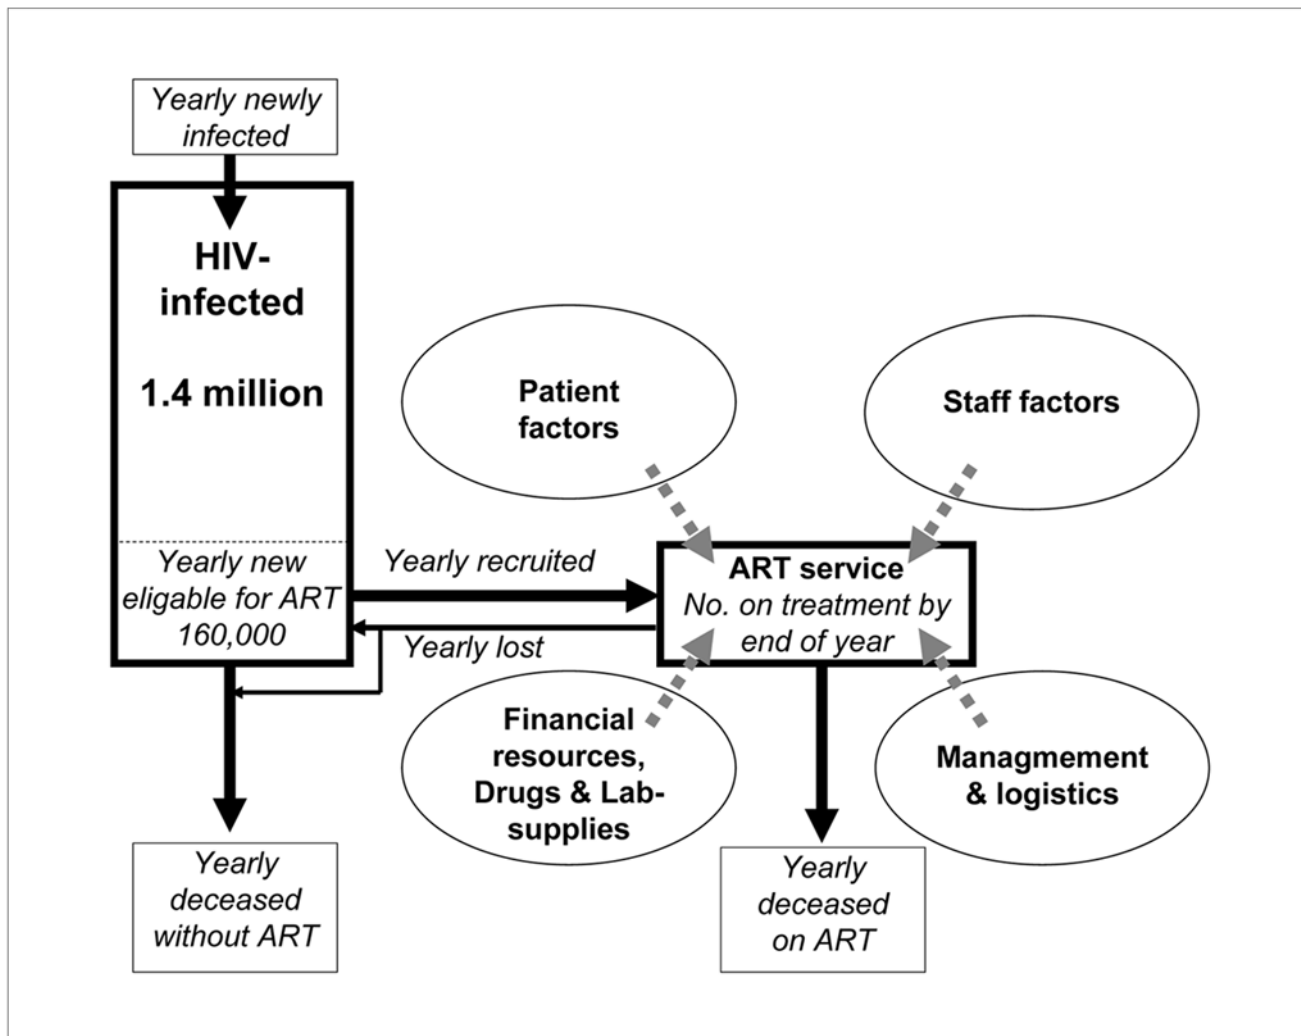 Yearly newly
infected
HIV-
infected
1.4 million
Yearly new
eligable for ART
160,000
Yearly recruited
Yearly lost
Patient
factors
Staff factors
ART service
No. on treatment by
end of year
Financial
resources,
Drugs & Lab-
supplies
Managmement
& logistics
Yearly
deceased
without ART
Yearly
deceased
on ART